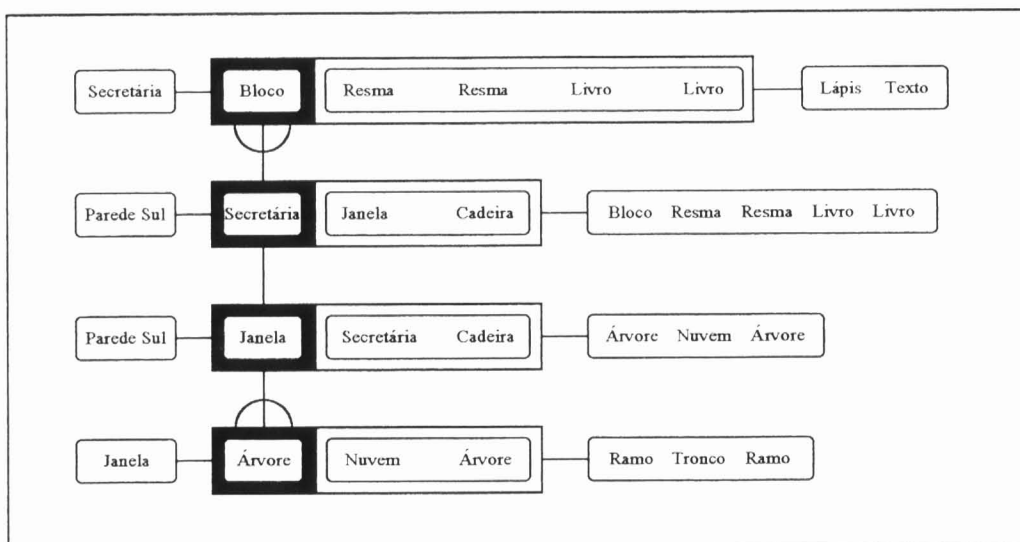 Secretária Bloco Resma Resma Livro Livro Lápis Texto
Parede Sul Secretária Janela Cadeira Bloco Resma Resma Livro Livro
Parede Sul Janela Secretária Cadeira Árvore Nuvem Árvore
Janela Árvore Nuvem Árvore Ramo Tronco Ramo